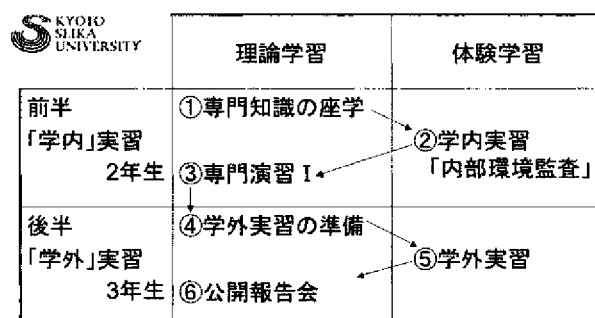 KYOTO
SEIKA
UNIVERSITY
理論学習
体験学習
前半
①専門知識の座学
「学内」実習
②学内実習
「内部環境監査」
2年生
③専門演習Ⅰ
後半
④学外実習の準備
「学外」実習
⑤学外実習
3年生
⑥公開報告会